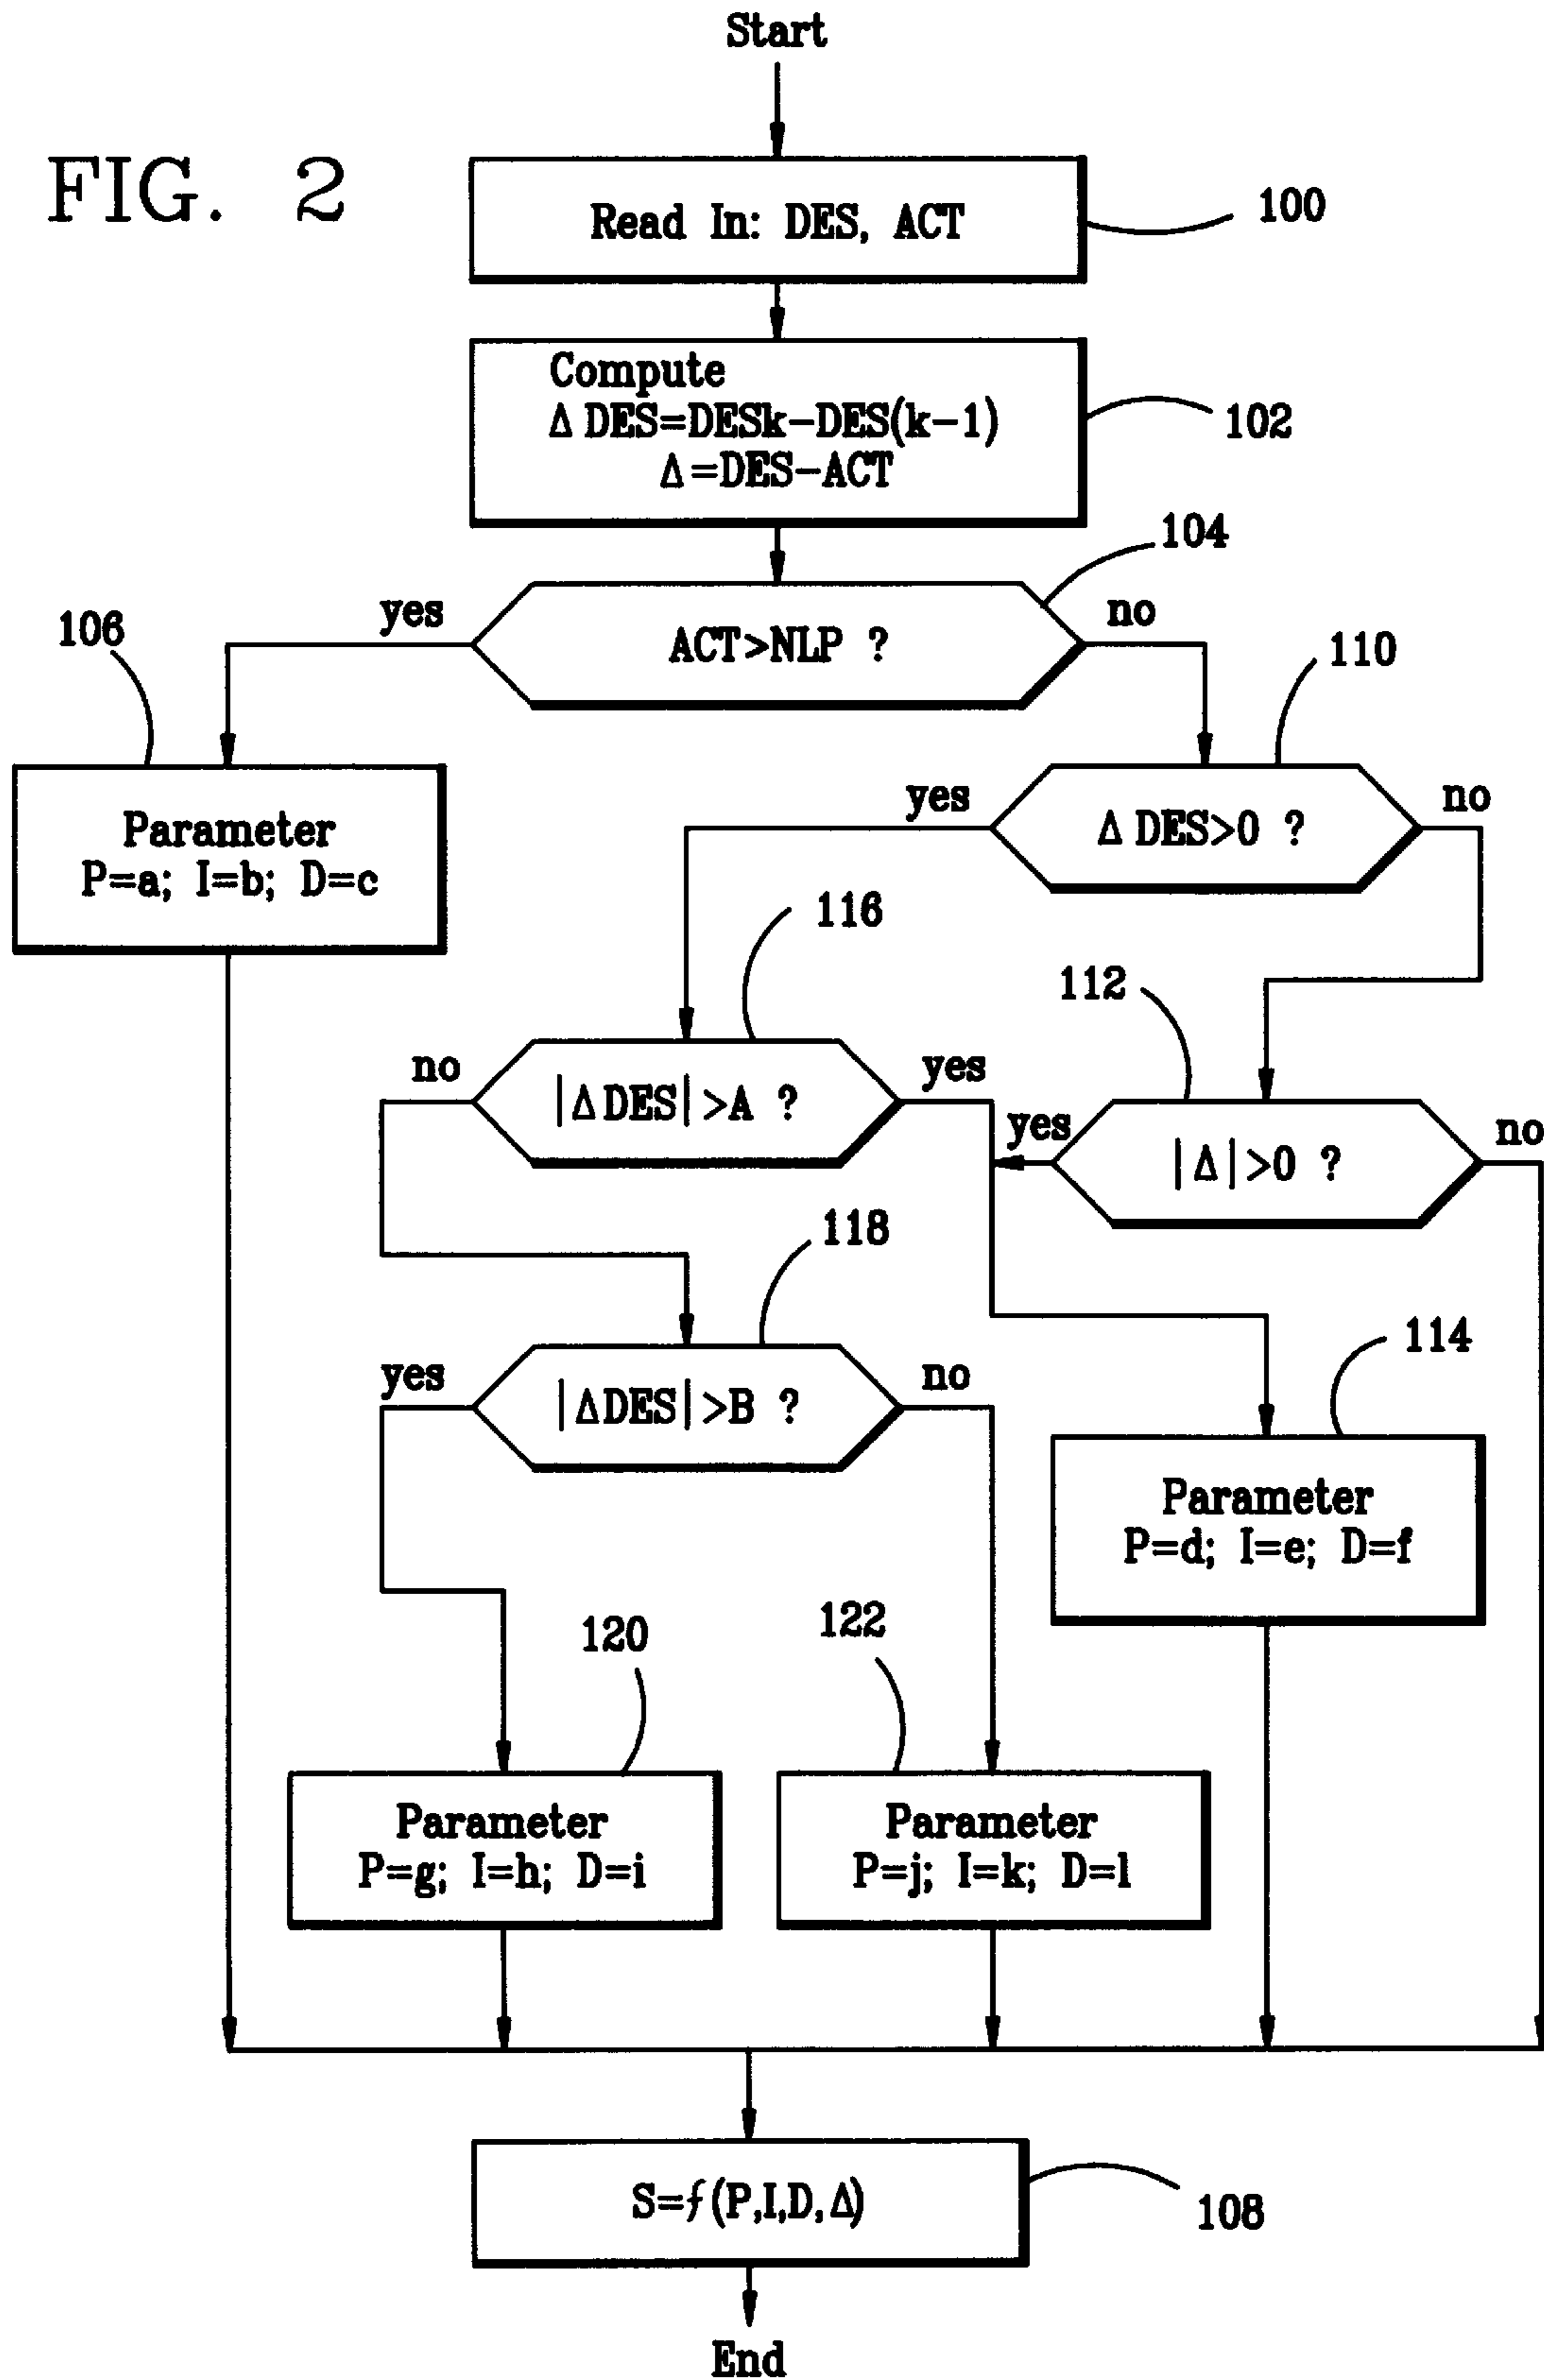 Start
FIG. 2
Read In: DES, ACT
100
Compute
Δ DES=DESk-DES(k-1)
Δ=DES-ACT
102
104
yes
ACT>NLP ?
no
106
110
Parameter
P=a; I=b; D=c
yes
Δ DES>0 ?
no
116
112
no
|Δ DES|>A ?
yes
yes
|Δ|>0 ?
no
118
yes
|ΔDES|>B ?
no
114
Parameter
P=d; I=e; D=f
120
122
Parameter
P=g; I=h; D=i
Parameter
P=j; I=k; D=l
S=f(P,I,D,Δ)
108
End